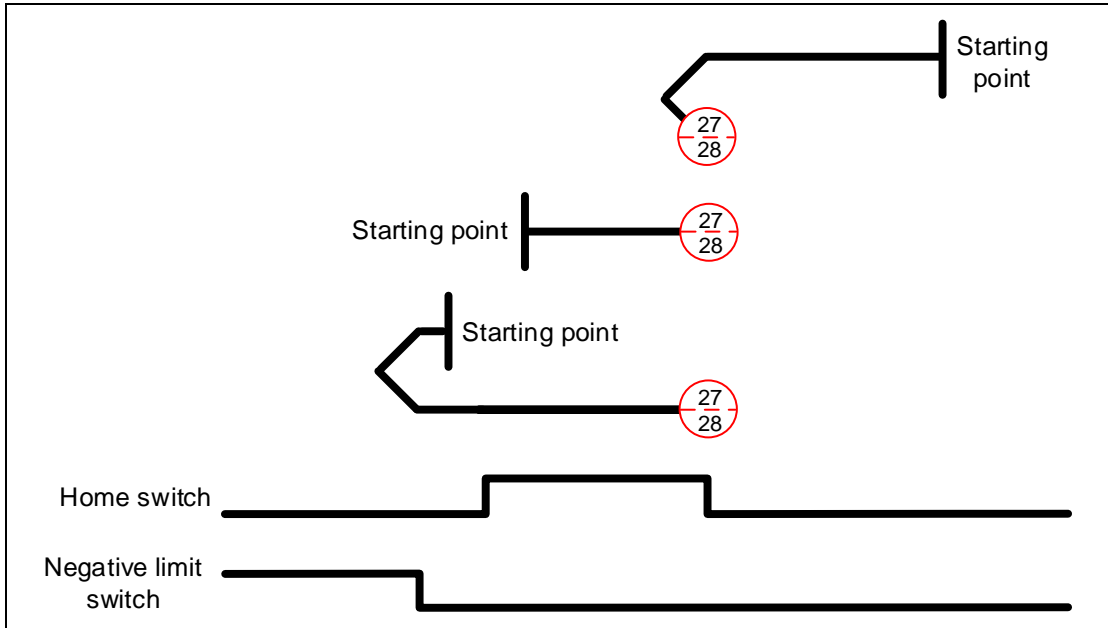 Starting
point
27
28
Starting point
27
28
Starting point
27
28
Home switch
Negative limit
switch